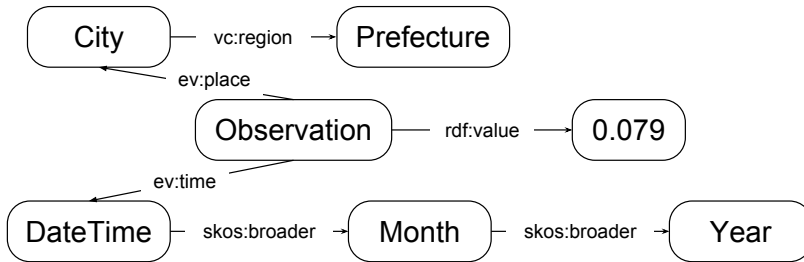 City vc:region Prefecture
ev:place
Observation rdf:value 0.079
ev:time
DateTime skos:broader Month skos:broader Year